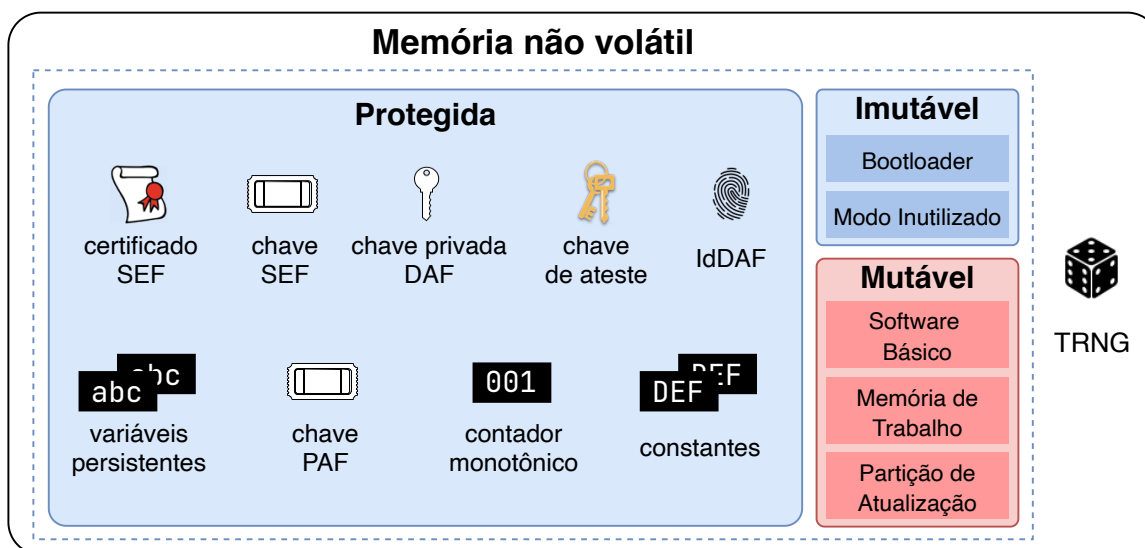 Memória não volátil
Protegida
certificado
SEF
chave
SEF
chave privada
DAF
chave
de ateste
IdDAF
abc
abc
variáveis
persistentes
chave
PAF
001
contador
monotônico
DEF
DEF
constantes
Imutável
Bootloader
Modo Inutilizado
Mutável
Software
Básico
Memória de
Trabalho
Partição de
Atualização
TRNG